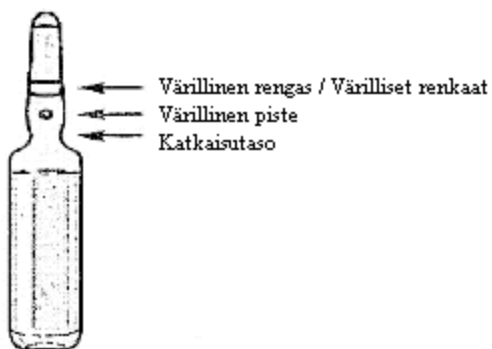 Värillinen rengas / Värilliset renkaat
Värillinen piste
Katkaisutaso